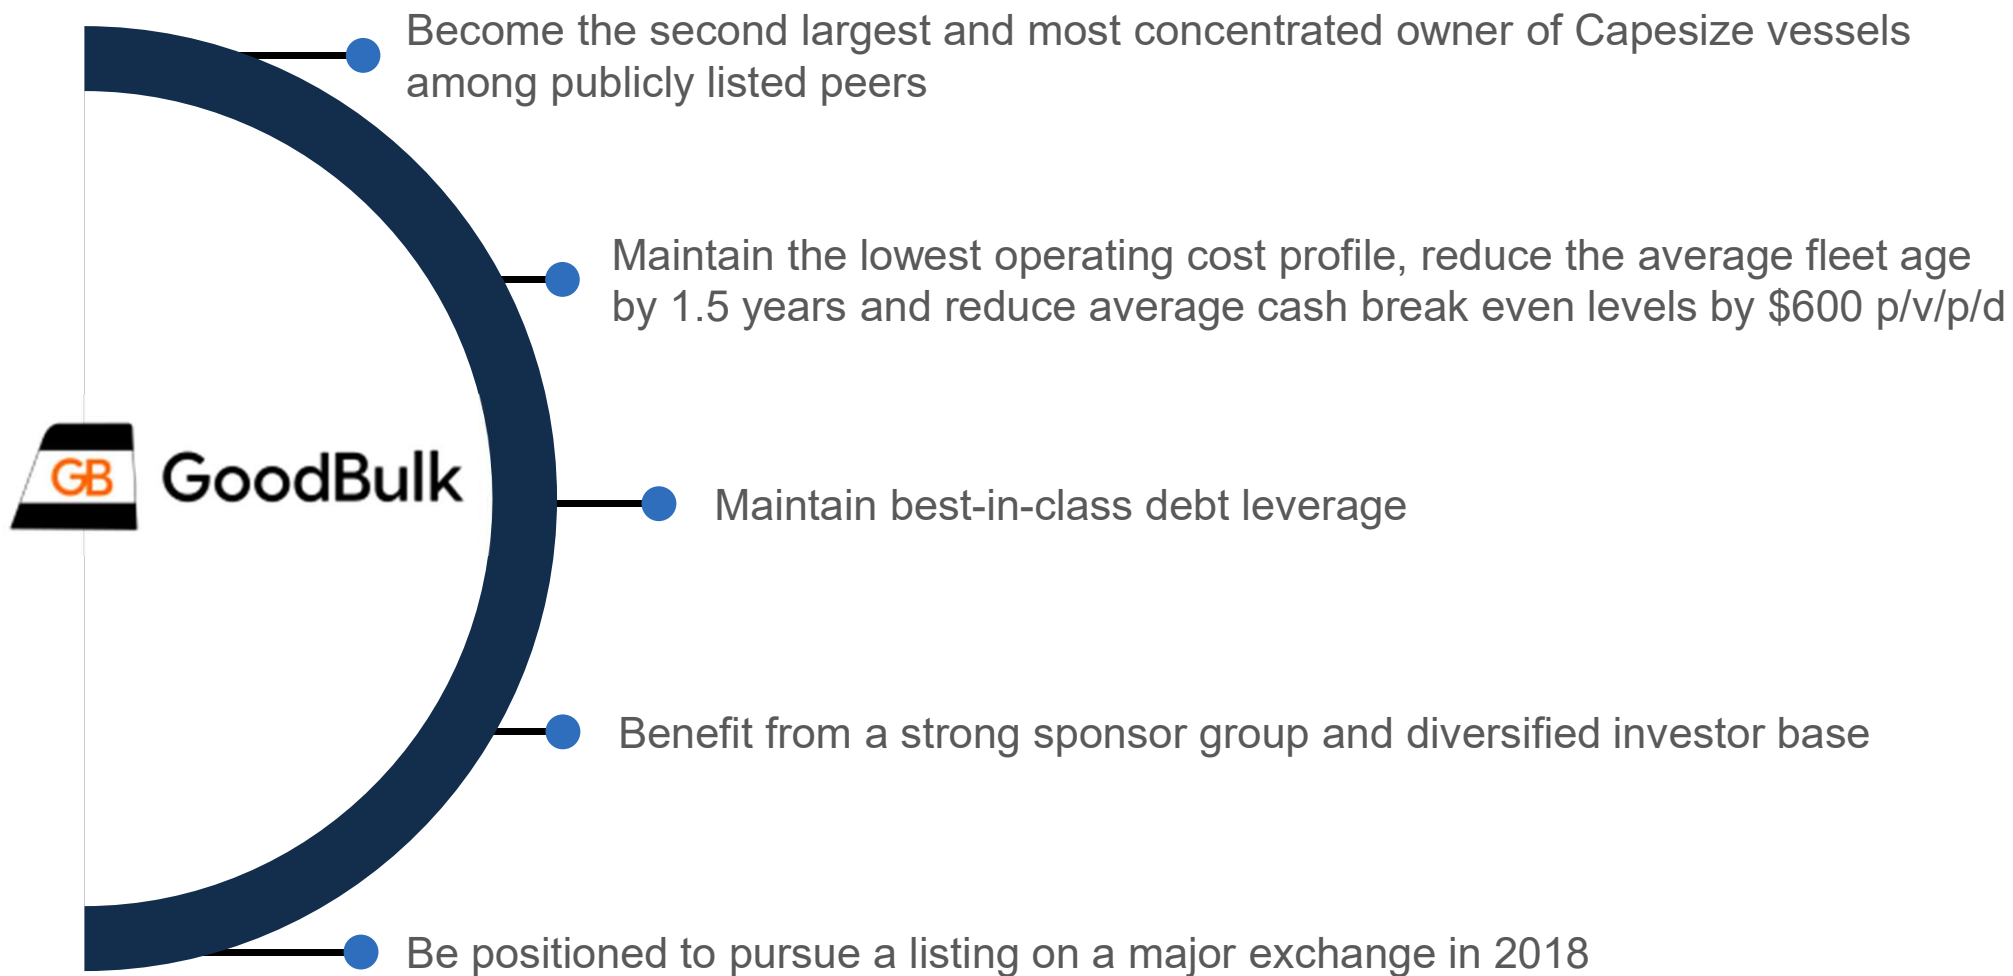 Become the second largest and most concentrated owner of Capesize vessels
among publicly listed peers
Maintain the lowest operating cost profile, reduce the average fleet age
by 1.5 years and reduce average cash break even levels by $600 p/v/p/d
GB GoodBulk
Maintain best-in-class debt leverage
Benefit from a strong sponsor group and diversified investor base
Be positioned to pursue a listing on a major exchange in 2018